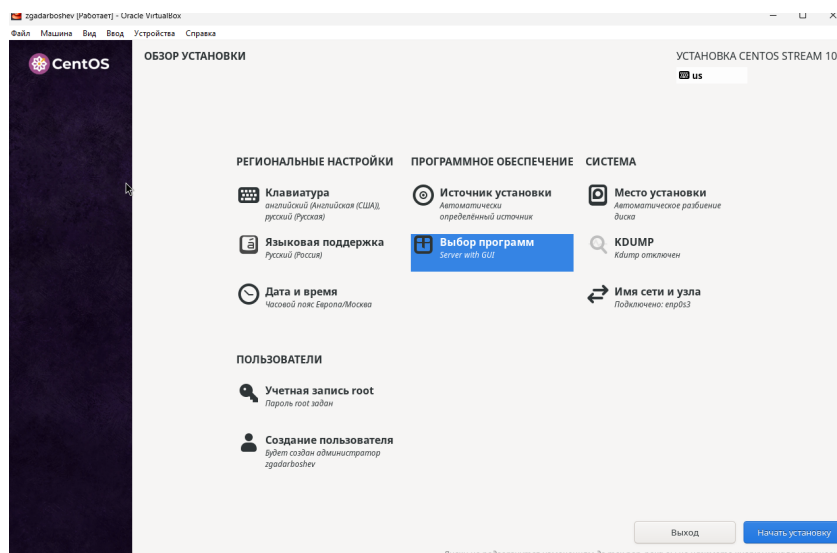 zgadarboshev [Работает] - Oracle VirtualBox
Файл Машина Вид Ввод Устройства Справка
CentOS
ОБЗОР УСТАНОВКИ
УСТАНОВКА CENTOS STREAM 10
us
РЕГИОНАЛЬНЫЕ НАСТРОЙКИ
Клавиатура
английский (Английская (США)),
русский (Русская)
Языковая поддержка
Русский (Россия)
Дата и время
Часовой пояс Европа/Москва
ПРОГРАММНОЕ ОБЕСПЕЧЕНИЕ
Источник установки
Автоматически
определённый источник
Выбор программ
Server with GUI
СИСТЕМА
Место установки
Автоматическое разбиение
диска
KDUMP
Kdump отключен
Имя сети и узла
Подключено: enp0s3
ПОЛЬЗОВАТЕЛИ
Учетная запись root
Пароль root задан
Создание пользователя
Будет создан администратор
zgadarboshev
Выход
Начать установку